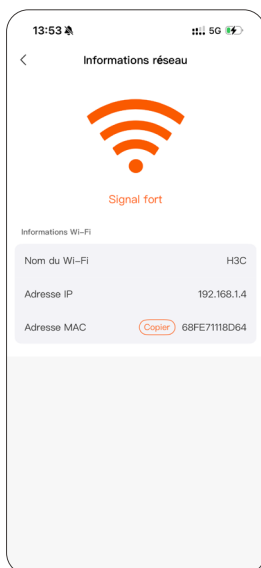 13:53 5G
Informations réseau
Signal fort
Informations Wi-Fi
Nom du Wi-Fi H3C
Adresse IP 192.168.1.4
Adresse MAC Copier 68FE71118D64